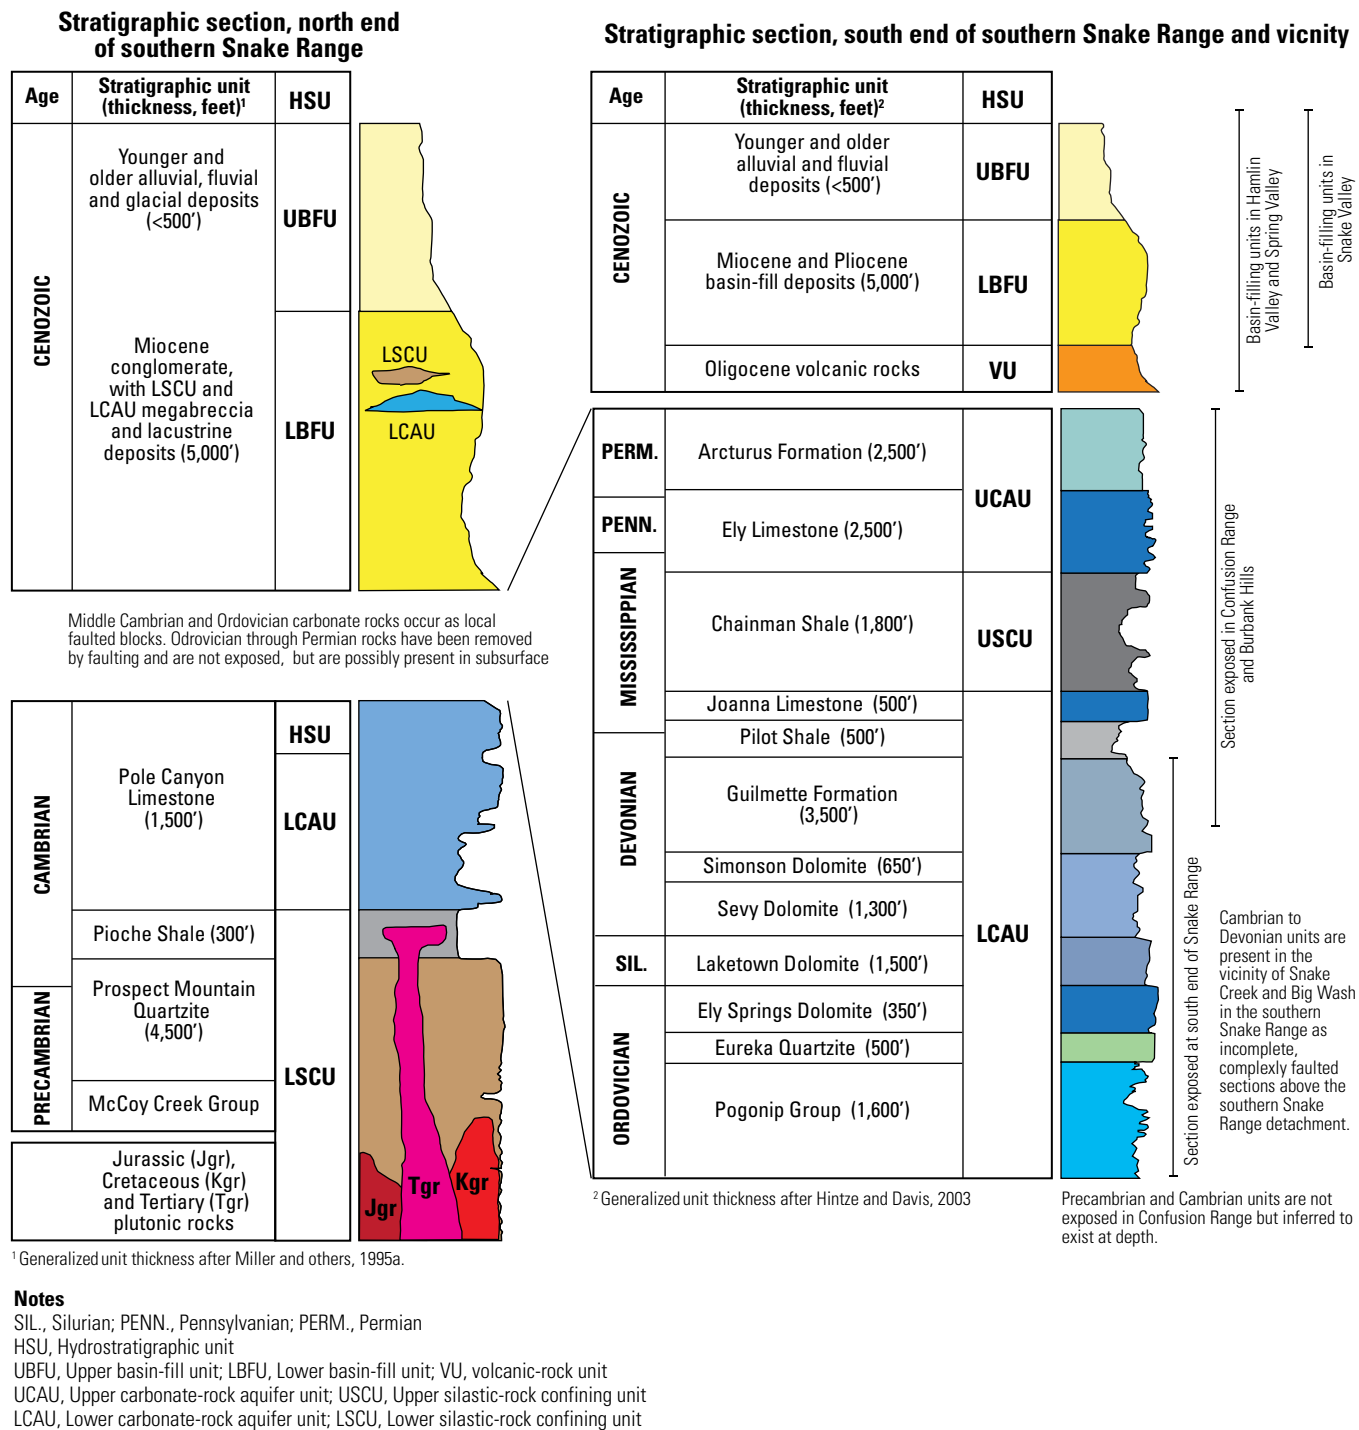 Stratigraphic section, north end
of southern Snake Range
Age
Stratigraphic unit
(thickness, feet)1
HSU
CENOZOIC
Younger and
older alluvial, fluvial
and glacial deposits
(<500’)
UBFU
Miocene
conglomerate,
with LSCU and
LCAU megabreccia
and lacustrine
deposits (5,000’)
LBFU
LSCU
LCAU
Middle Cambrian and Ordovician carbonate rocks occur as local
faulted blocks. Odrovician through Permian rocks have been removed
by faulting and are not exposed, but are possibly present in subsurface
CAMBRIAN
Pole Canyon
Limestone
(1,500’)
HSU
LCAU
Pioche Shale (300’)
PRECAMBRIAN
Prospect Mountain
Quartzite
(4,500’)
LSCU
McCoy Creek Group
Jurassic (Jgr),
Cretaceous (Kgr)
and Tertiary (Tgr)
plutonic rocks
Jgr
Tgr
Kgr
1 Generalized unit thickness after Miller and others, 1995a.
Stratigraphic section, south end of southern Snake Range and vicnity
Age
Stratigraphic unit
(thickness, feet)2
HSU
CENOZOIC
Younger and older
alluvial and fluvial
deposits (<500’)
UBFU
Miocene and Pliocene
basin-fill deposits (5,000’)
LBFU
Oligocene volcanic rocks
VU
Basin-filling units in Hamlin
Valley and Spring Valley
Basin-filling units in
Snake Valley
PERM.
Arcturus Formation (2,500’)
UCAU
PENN.
Ely Limestone (2,500’)
MISSISSIPPIAN
Chainman Shale (1,800’)
USCU
Joanna Limestone (500’)
Pilot Shale (500’)
DEVONIAN
Guilmette Formation
(3,500’)
Simonson Dolomite (650’)
Sevy Dolomite (1,300’)
LCAU
SIL.
Laketown Dolomite (1,500’)
ORDOVICIAN
Ely Springs Dolomite (350’)
Eureka Quartzite (500’)
Pogonip Group (1,600’)
Section exposed in Confusion Range
and Burbank Hills
Section exposed at south end of Snake Range
Cambrian to
Devonian units are
present in the
vicinity of Snake
Creek and Big Wash
in the southern
Snake Range as
incomplete,
complexly faulted
sections above the
southern Snake
Range detachment.
2 Generalized unit thickness after Hintze and Davis, 2003
Precambrian and Cambrian units are not
exposed in Confusion Range but inferred to
exist at depth.
Notes
SIL., Silurian; PENN., Pennsylvanian; PERM., Permian
HSU, Hydrostratigraphic unit
UBFU, Upper basin-fill unit; LBFU, Lower basin-fill unit; VU, volcanic-rock unit
UCAU, Upper carbonate-rock aquifer unit; USCU, Upper silastic-rock confining unit
LCAU, Lower carbonate-rock aquifer unit; LSCU, Lower silastic-rock confining unit